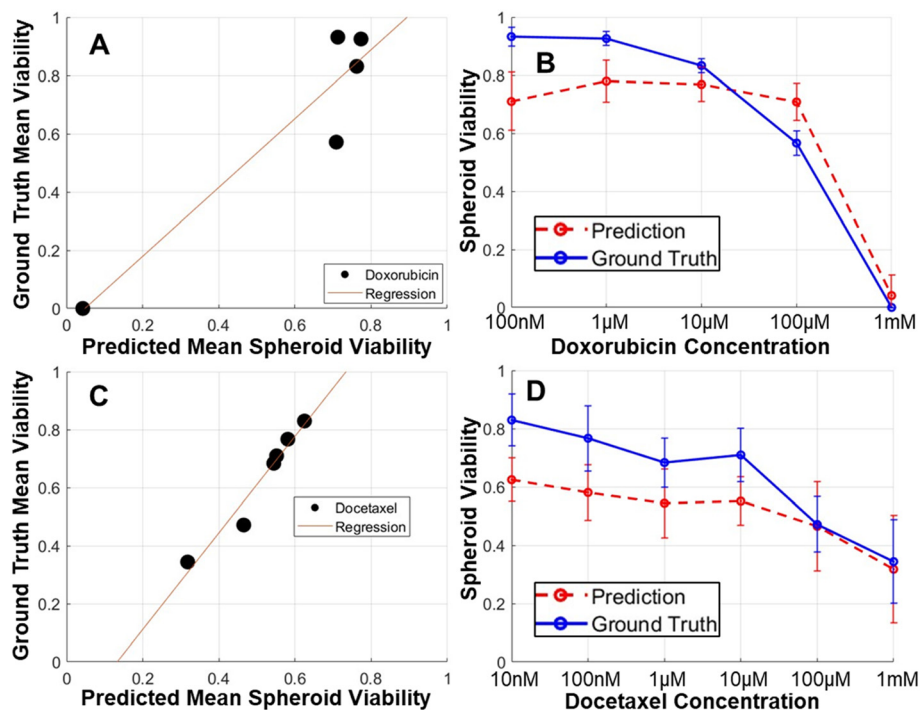 A
Ground Truth Mean Viability
1
0.8
0.6
0.4
0.2
0
0 0.2 0.4 0.6 0.8 1
Doxorubicin
Regression
Predicted Mean Spheroid Viability
B
Spheroid Viability
1
0.8
0.6
0.4
0.2
0
Prediction
Ground Truth
100nM 1µM 10µM 100µM 1mM
Doxorubicin Concentration
C
Ground Truth Mean Viability
1
0.8
0.6
0.4
0.2
0
0 0.2 0.4 0.6 0.8 1
Docetaxel
Regression
Predicted Mean Spheroid Viability
D
Spheroid Viability
1
0.8
0.6
0.4
0.2
0
Prediction
Ground Truth
10nM 100nM 1µM 10µM 100µM 1mM
Docetaxel Concentration